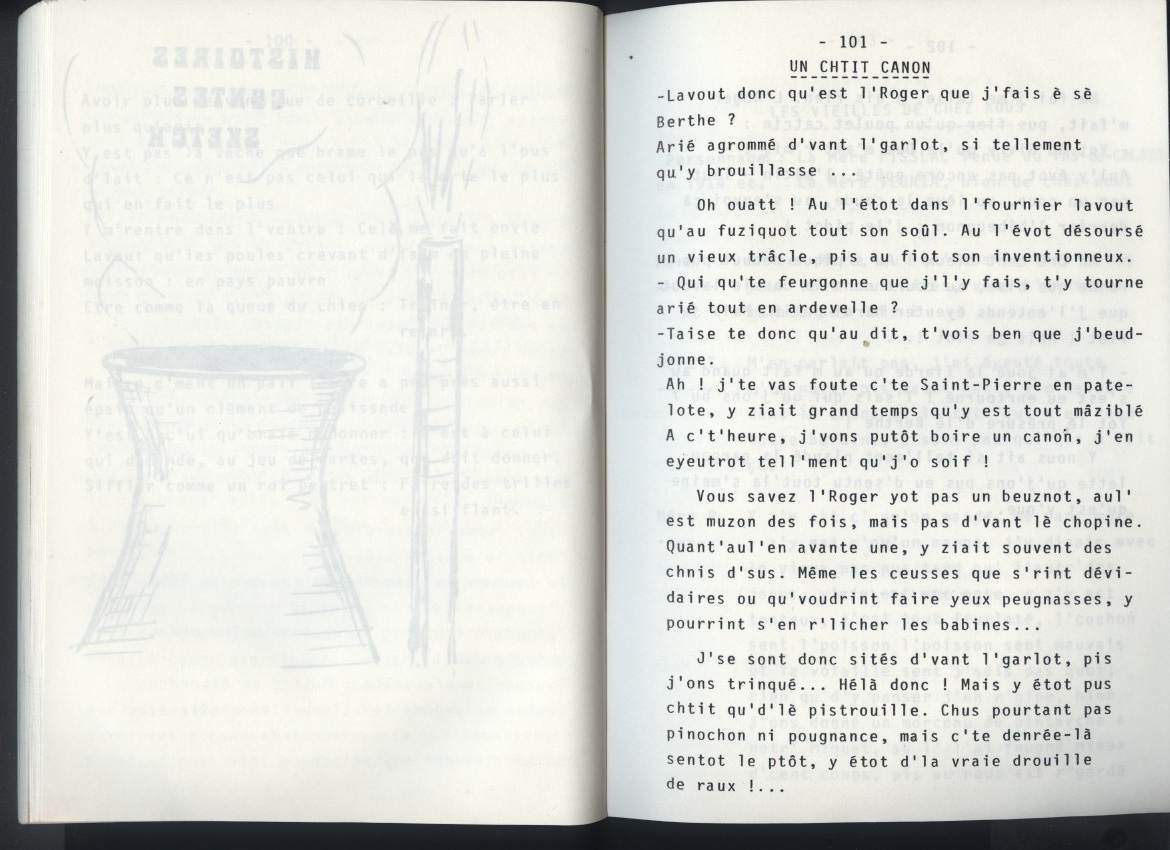 - 101 -
UN CHTIT CANON
-Lavout donc qu'est l'Roger que j'fais è sè
Berthe ?
Arié agrommé d'vant l'garlot, si tellement
qu'y brouillasse ...
Oh ouatt ! Au l'étot dans l'fournier lavout
qu'au fuziquot tout son soûl. Au l'évot désoursé
un vieux trâcle, pis au fiot son inventionneux.
- Qui qu'te feurgonne que j'l'y fais, t'y tourne
arié tout en ardevelle ?
-Taise te donc qu'au dit, t'vois ben que j'beud-
jonne.
Ah ! j'te vas foute c'te Saint-Pierre en pate-
lote, y ziait grand temps qu'y est tout mâziblé
A c't'heure, j'vons putôt boire un canon, j'en
eyeutrot tell'ment qu'j'o soif !
Vous savez l'Roger yot pas un beuznot, aul'
est muzon des fois, mais pas d'vant lè chopine.
Quant'aul'en avante une, y ziait souvent des
chnis d'sus. Même les ceusses que s'rint dévi-
daires ou qu'voudrint faire yeux peugnasses, y
pourrint s'en r'licher les babines...
J'se sont donc sités d'vant l'garlot, pis
j'ons trinqué... Hélà donc ! Mais y étot pus
chtit qu'd'lè pistrouille. Chus pourtant pas
pinochon ni pougnance, mais c'te denrée-là
sentot le ptôt, y étot d'la vraie drouille
de raux !...